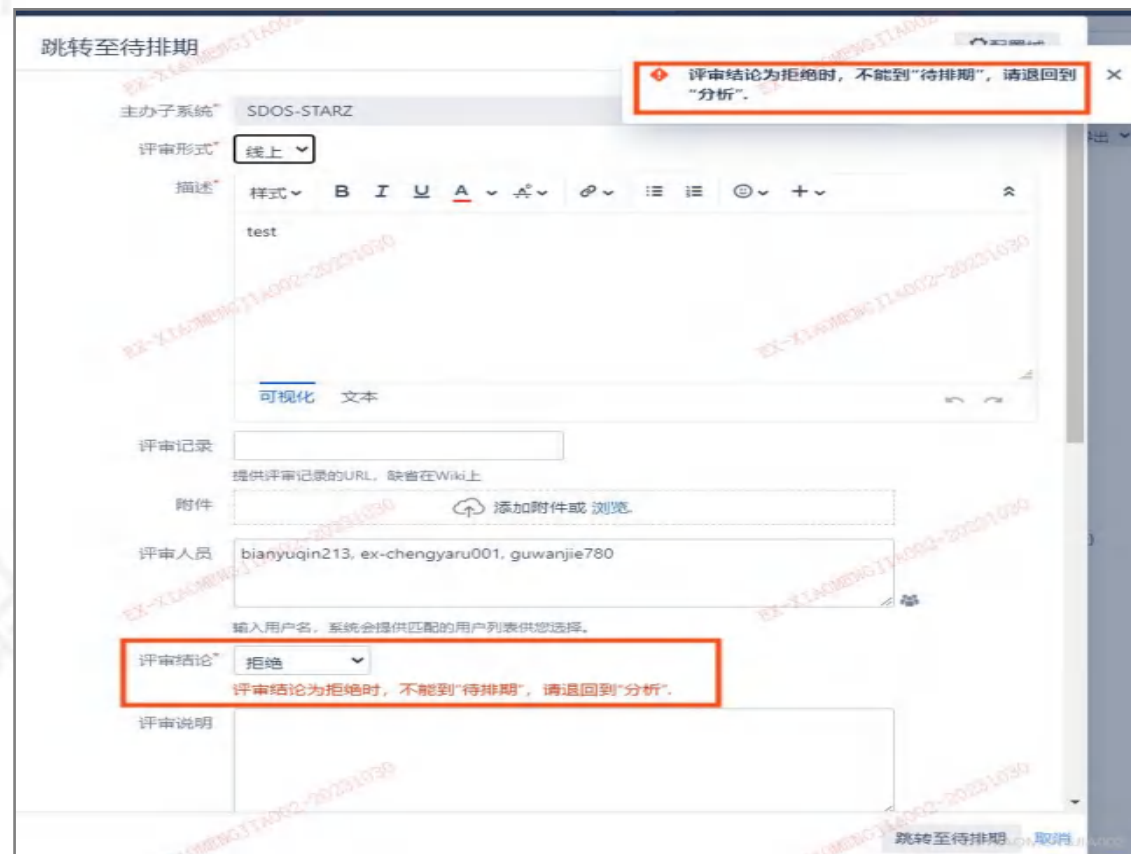 跳转至待排期
评审结论为拒绝时，不能到“待排期”，请退回到
“分析”.
主办子系统*
SDOS-STARZ
评审形式*
线上
描述*
样式
B I U A
test
可视化 文本
评审记录
提供评审记录的URL，缺省在Wiki上
附件
添加附件或 浏览.
评审人员
bianyuqin213, ex-chengyaru001, guwanjie780
输入用户名，系统会提供匹配的用户列表供您选择。
评审结论*
拒绝
评审结论为拒绝时，不能到“待排期”，请退回到“分析”.
评审说明
跳转至待排期 取消
EX-XIAOMENGJIA002-20231030